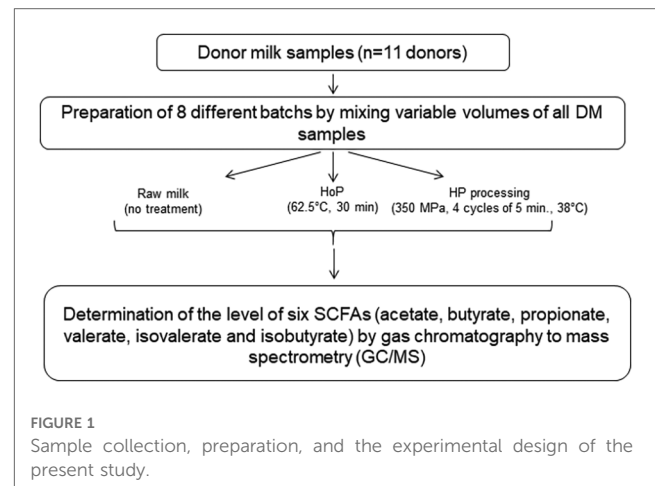 Donor milk samples (n=11 donors)
Preparation of 8 different batchs by mixing variable volumes of all DM
samples
Raw milk
(no treatment)
HoP
(62.5°C, 30 min)
HP processing
(350 MPa, 4 cycles of 5 min., 38°C)
Determination of the level of six SCFAs (acetate, butyrate, propionate,
valerate, isovalerate and isobutyrate) by gas chromatography to mass
spectrometry (GC/MS)
FIGURE 1
Sample collection, preparation, and the experimental design of the
present study.